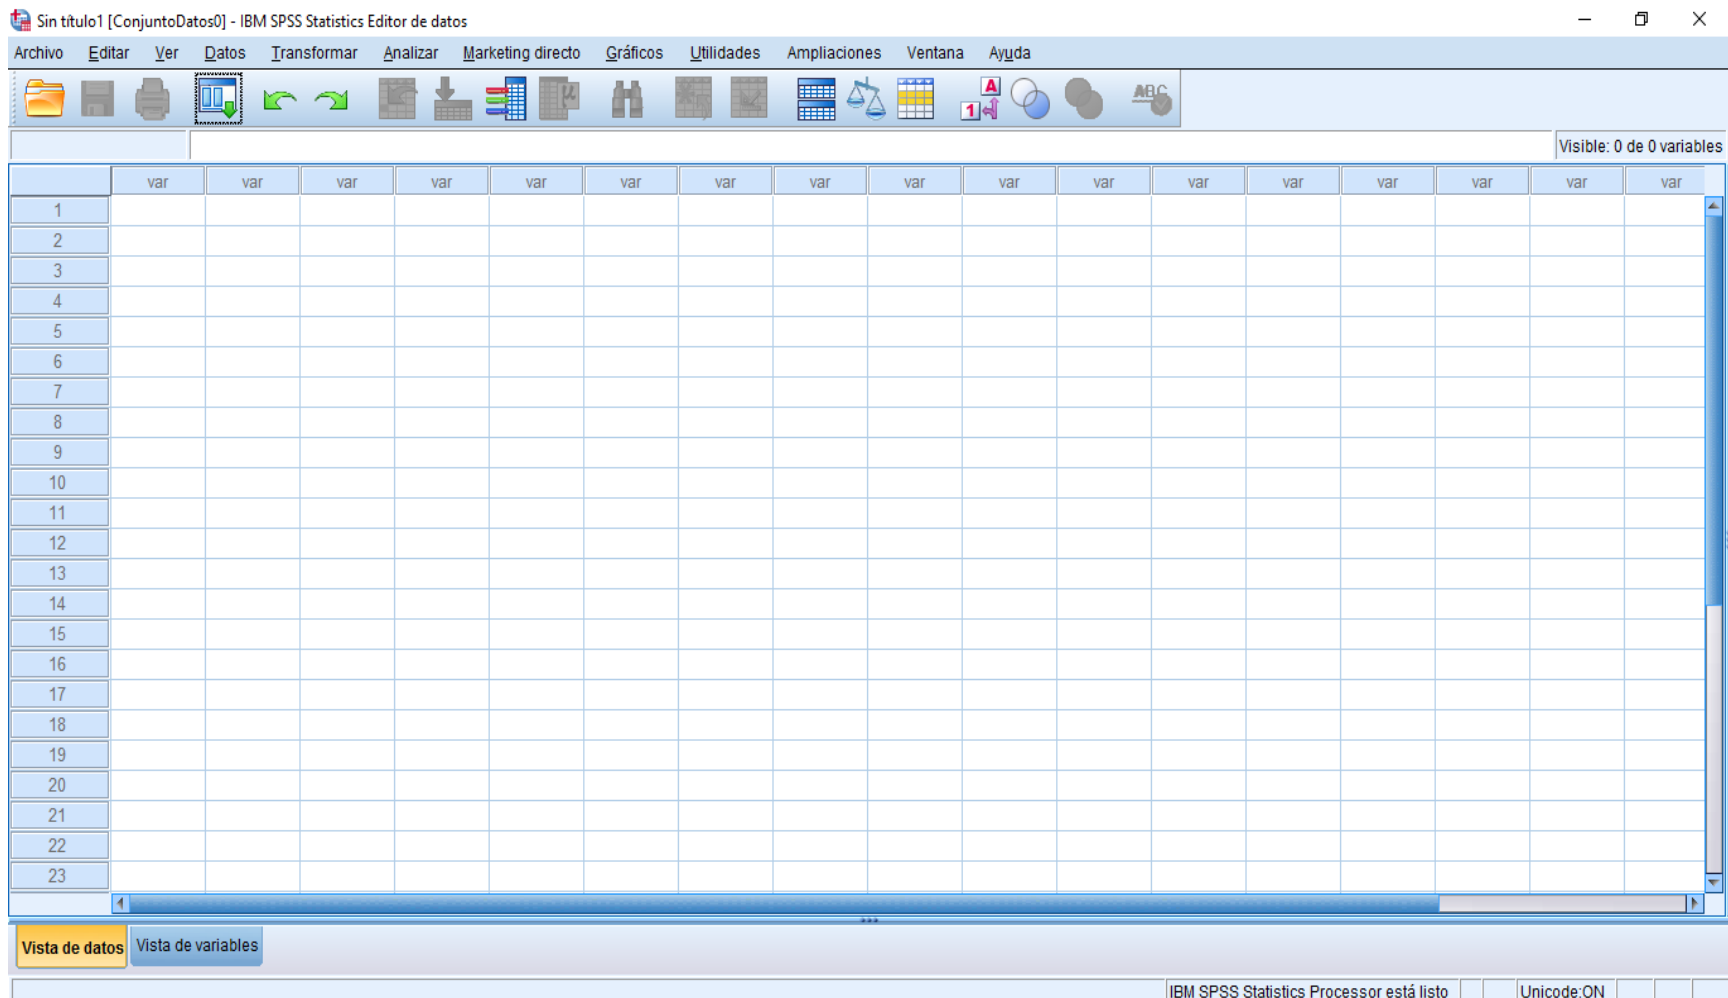 Sin título1 [ConjuntoDatos0] - IBM SPSS Statistics Editor de datos
Archivo Editar Ver Datos Transformar Analizar Marketing directo Gráficos Utilidades Ampliaciones Ventana Ayuda
A
1
ABC
μ
Visible: 0 de 0 variables
var var var var var var var var var var var var var var var var var
1
2
3
4
5
6
7
8
9
10
11
12
13
14
15
16
17
18
19
20
21
22
23
Vista de datos Vista de variables
IBM SPSS Statistics Processor está listo Unicode:ON